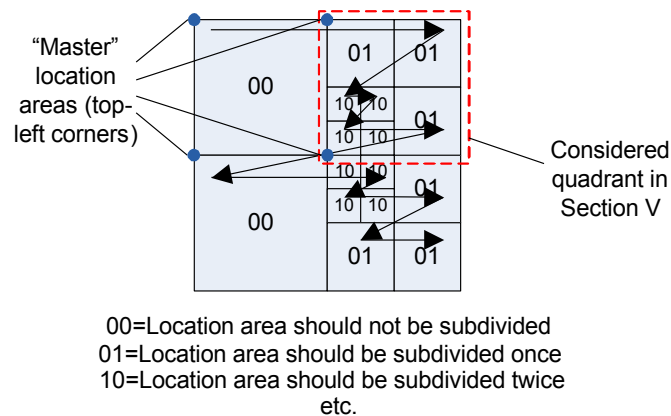 “Master”
location
areas (top-
left corners)
00
01 01
10 10
10 10
01
10 10
10 10
01
00
01 01
Considered
quadrant in
Section V
00=Location area should not be subdivided
01=Location area should be subdivided once
10=Location area should be subdivided twice
etc.